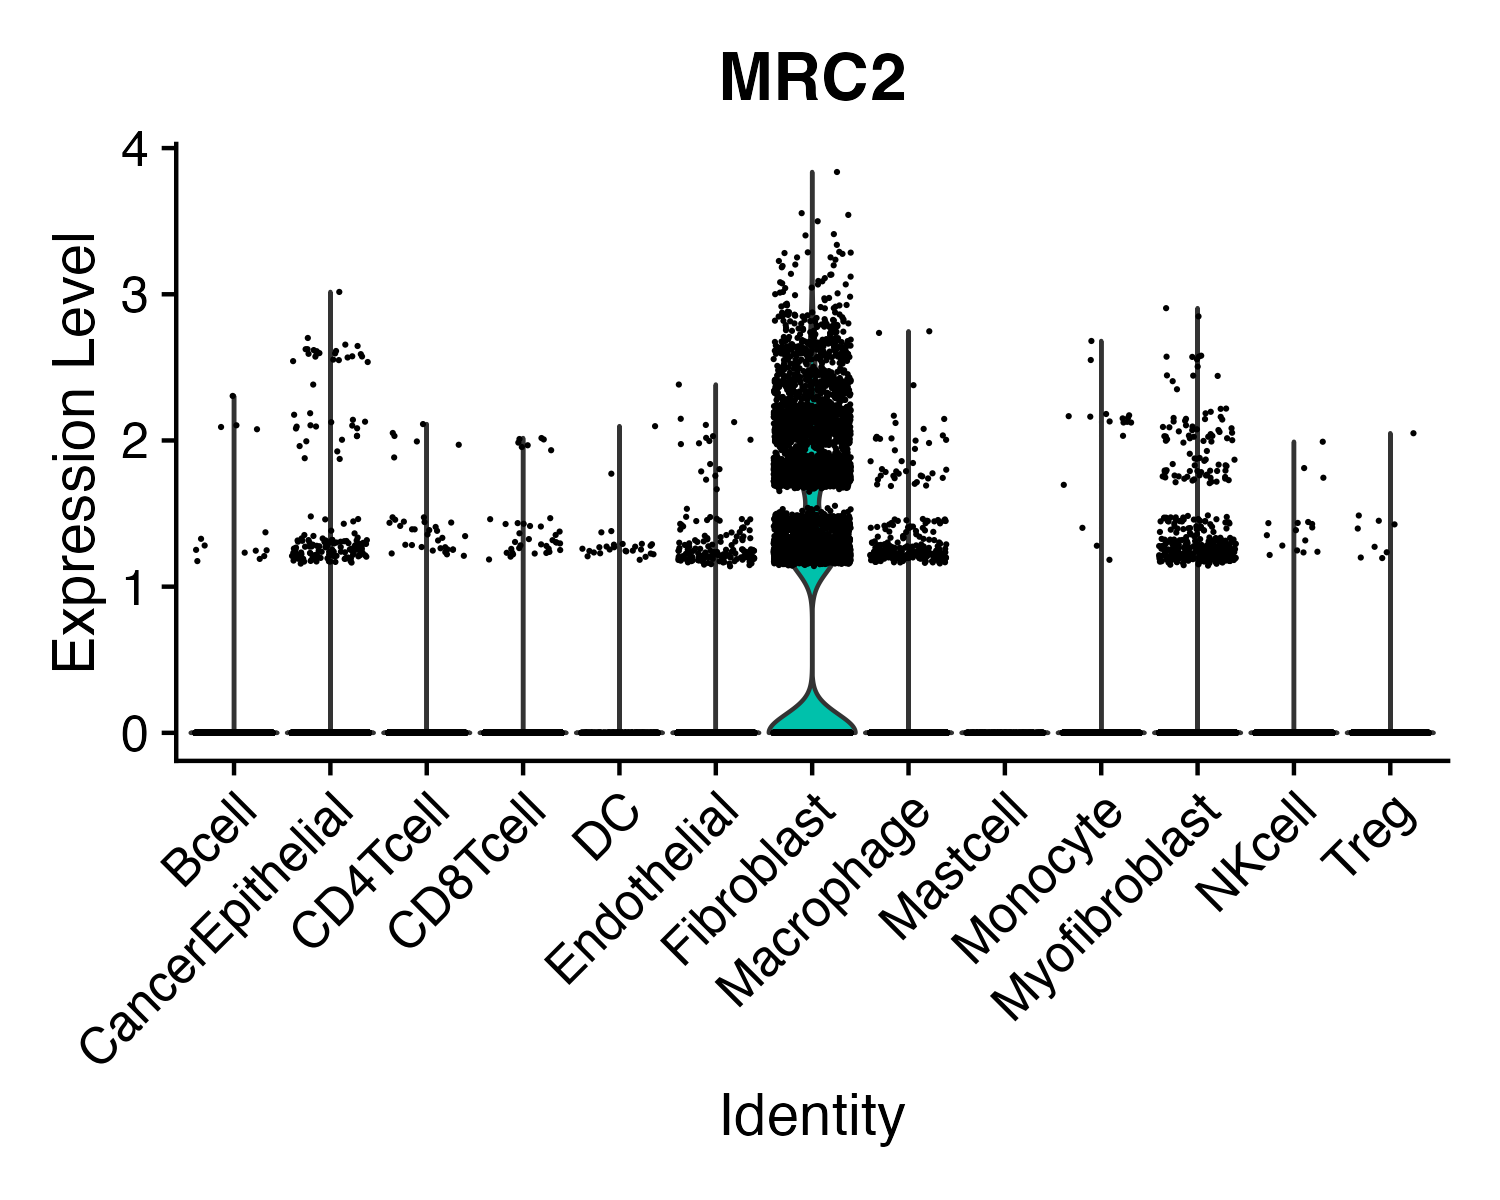 MRC2
Expression Level
4
3
2
1
0
Bcell
CancerEpithelial
CD4Tcell
CD8Tcell
DC
Endothelial
Fibroblast
Macrophage
Mastcell
Monocyte
Myofibroblast
NKcell
Treg
Identity